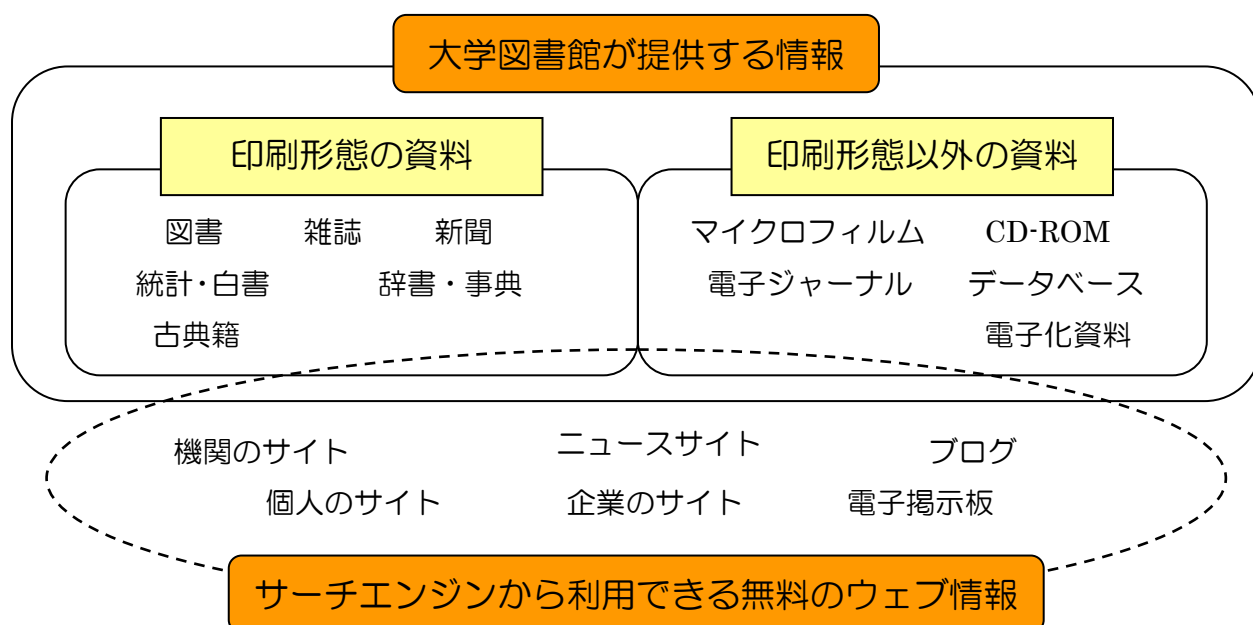 大学図書館が提供する情報
印刷形態の資料
図書 雑誌 新聞
統計・白書 辞書・事典
古典籍
印刷形態以外の資料
マイクロフィルム CD-ROM
電子ジャーナル データベース
電子化資料
機関のサイト ニュースサイト ブログ
個人のサイト 企業のサイト 電子掲示板
サーチエンジンから利用できる無料のウェブ情報